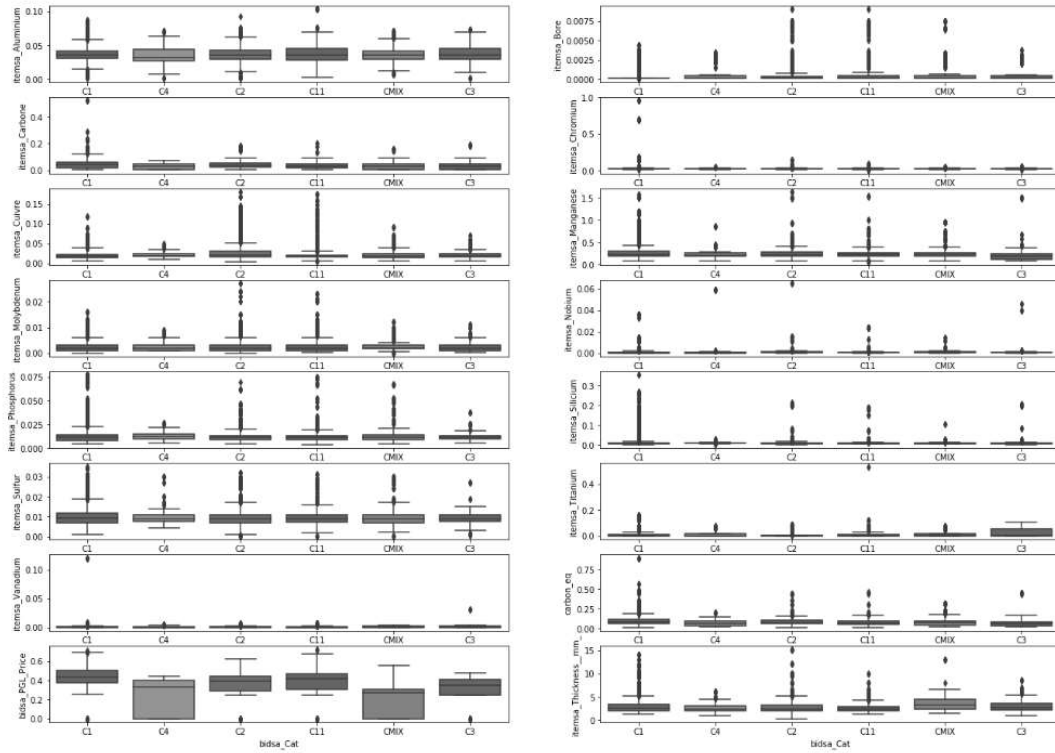 itemsa_Aluminium
0.10
0.05
0.00
C1 C4 C2 C11 CMIX C3
itemsa_Carbone
0.4
0.2
0.0
C1 C4 C2 C11 CMIX C3
itemsa_Cuivre
0.15
0.10
0.05
0.00
C1 C4 C2 C11 CMIX C3
itemsa_Molybdenum
0.02
0.01
0.00
C1 C4 C2 C11 CMIX C3
itemsa_Phosphorus
0.075
0.050
0.025
0.000
C1 C4 C2 C11 CMIX C3
itemsa_Sulfur
0.03
0.02
0.01
0.00
C1 C4 C2 C11 CMIX C3
itemsa_Vanadium
0.10
0.05
0.00
C1 C4 C2 C11 CMIX C3
bidsa_PGL_Price
0.4
0.2
0.0
C1 C4 C2 C11 CMIX C3
bidsa_Cat
itemsa_Bore
0.0075
0.0050
0.0025
0.0000
C1 C4 C2 C11 CMIX C3
itemsa_Chromium
1.0
0.5
0.0
C1 C4 C2 C11 CMIX C3
itemsa_Manganese
1.5
1.0
0.5
0.0
C1 C4 C2 C11 CMIX C3
itemsa_Nobium
0.06
0.04
0.02
0.00
C1 C4 C2 C11 CMIX C3
itemsa_Silicium
0.3
0.2
0.1
0.0
C1 C4 C2 C11 CMIX C3
itemsa_Titanium
0.4
0.2
0.0
C1 C4 C2 C11 CMIX C3
carbon_eq
0.75
0.50
0.25
0.00
C1 C4 C2 C11 CMIX C3
itemsa_Thickness__mm_
15
10
5
0
C1 C4 C2 C11 CMIX C3
bidsa_Cat